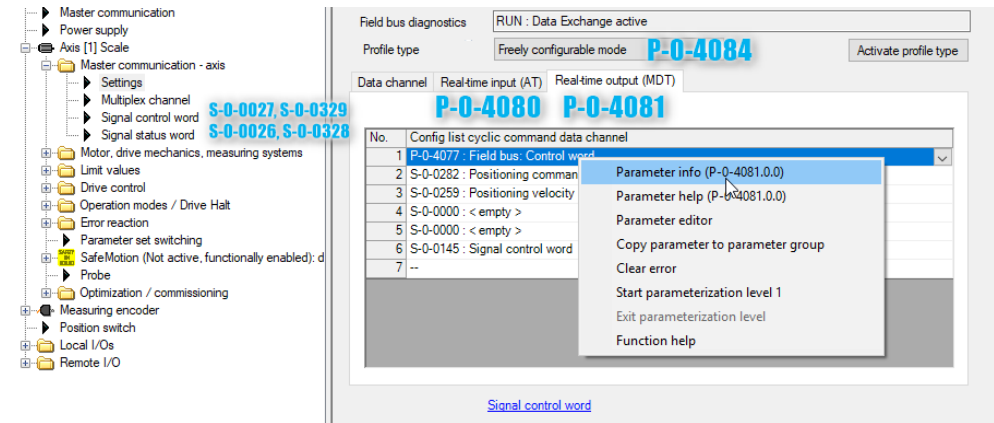 Master communication
Power supply
Axis [1] Scale
Master communication - axis
Settings
Multiplex channel
Signal control word
Signal status word
S-0-0027, S-0-0329
S-0-0026, S-0-0328
Motor, drive mechanics, measuring systems
Limit values
Drive control
Operation modes / Drive Halt
Error reaction
Parameter set switching
SafeMotion (Not active, functionally enabled): d
Probe
Optimization / commissioning
Measuring encoder
Position switch
Local I/Os
Remote I/O
Field bus diagnostics RUN : Data Exchange active
Profile type Freely configurable mode P-0-4084 Activate profile type
Data channel Real-time input (AT) Real-time output (MDT)
P-0-4080 P-0-4081
No. Config list cyclic command data channel
1 P-0-4077 : Field bus: Control word
2 S-0-0282 : Positioning comman
3 S-0-0259 : Positioning velocity
4 S-0-0000 : < empty >
5 S-0-0000 : < empty >
6 S-0-0145 : Signal control word
7 --
Parameter info (P-0-4081.0.0)
Parameter help (P-0-4081.0.0)
Parameter editor
Copy parameter to parameter group
Clear error
Start parameterization level 1
Exit parameterization level
Function help
Signal control word